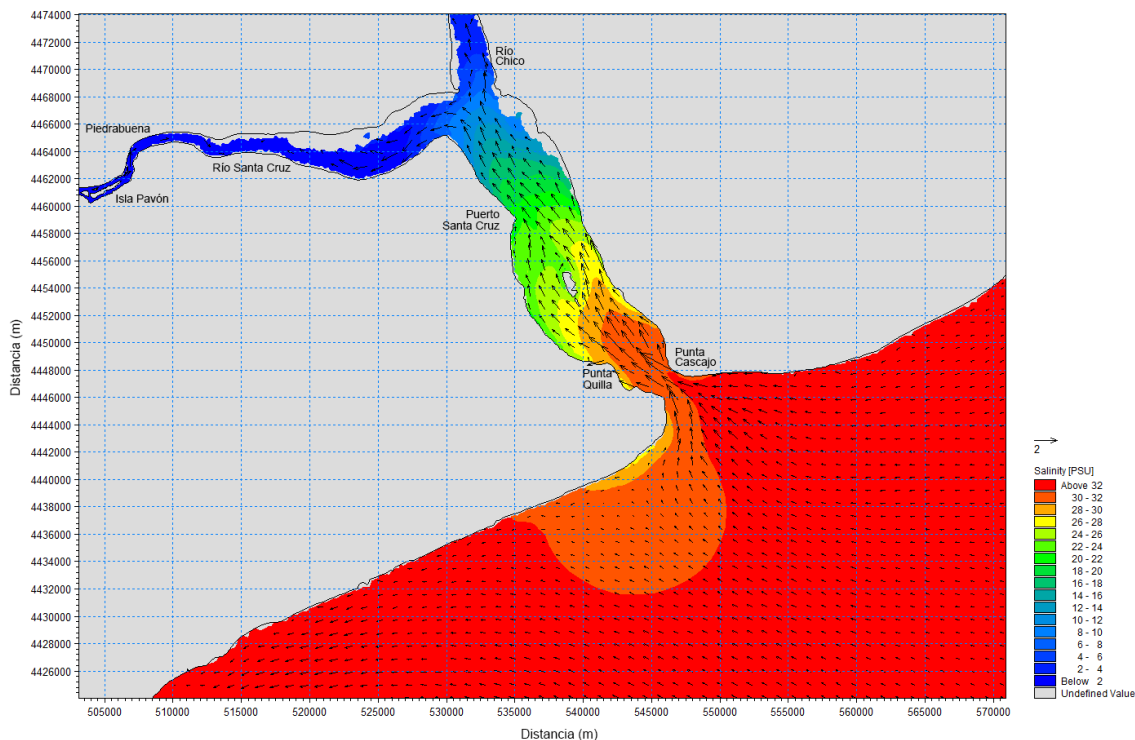 4474000
4472000
4470000
4468000
4466000
4464000
4462000
4460000
4458000
4456000
4454000
4452000
4450000
4448000
4446000
4444000
4442000
4440000
4438000
4436000
4434000
4432000
4430000
4428000
4426000
Distancia (m)
Río
Chico
Piedrabuena
Río Santa Cruz
Isla Pavón
Puerto
Santa Cruz
Punta
Cascajo
Punta
Quilla
505000 510000 515000 520000 525000 530000 535000 540000 545000 550000 555000 560000 565000 570000
Distancia (m)
2
Salinity [PSU]
Above 32
30 - 32
28 - 30
26 - 28
24 - 26
22 - 24
20 - 22
18 - 20
16 - 18
14 - 16
12 - 14
10 - 12
8 - 10
6 - 8
4 - 6
2 - 4
Below 2
Undefined Value